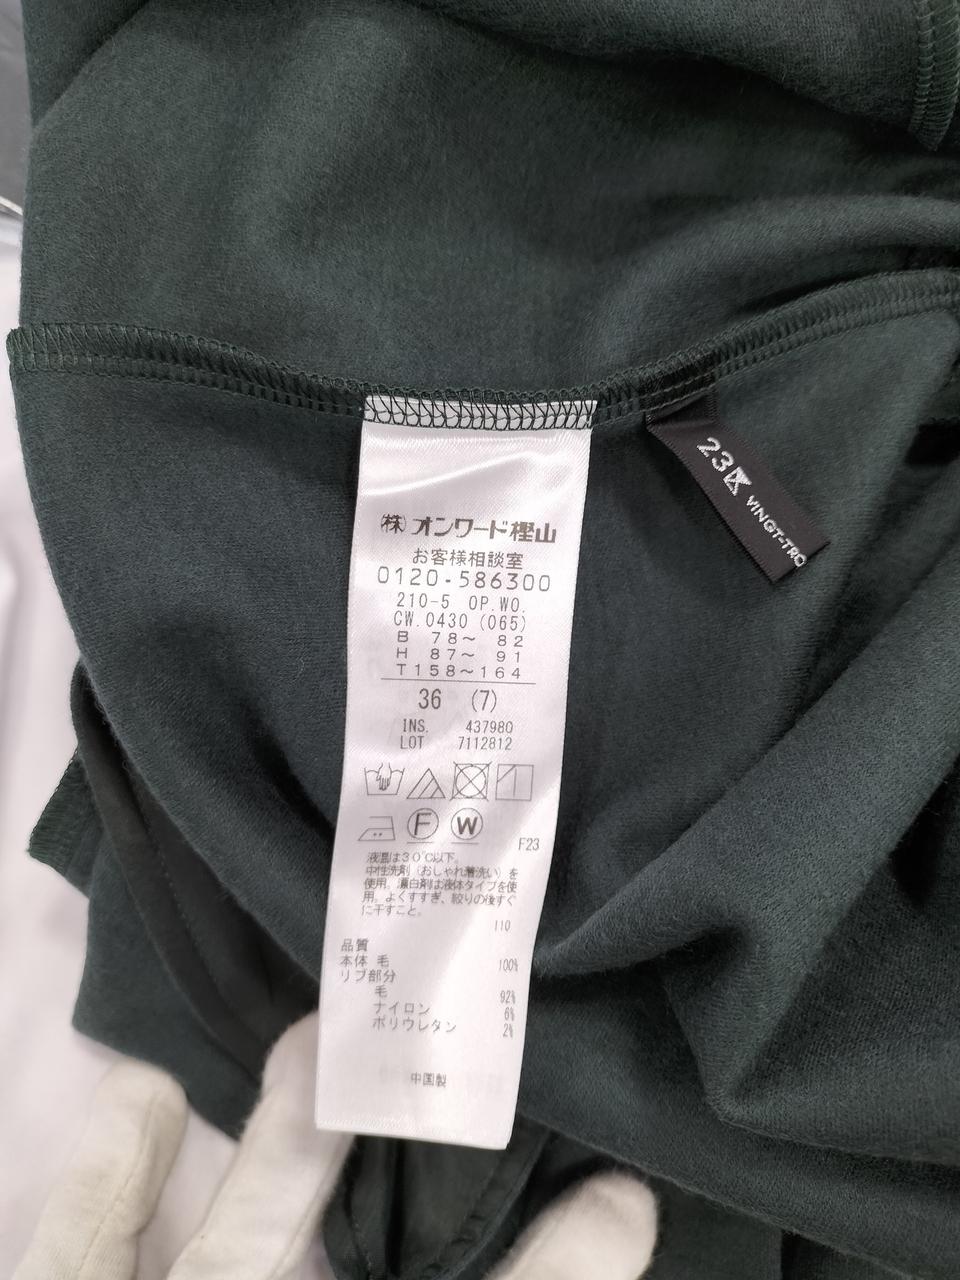 (株)オンワード樫山
お客様相談室
0120-586300
210-5 OP.WO.
CW.0430 (065)
B 78〜 82
H 87〜 91
T158〜164
36 (7)
INS. 437980
LOT 7112812
F W
F23
液温は30℃以下。
中性洗剤（おしゃれ着洗い）を
使用。漂白剤は液体タイプを使
用。よくすすぎ、絞りの後すぐ
に干すこと。
110
品質
本体 毛 100%
リブ部分
毛 92%
ナイロン 6%
ポリウレタン 2%
中国製
23区 VINGT-TRO